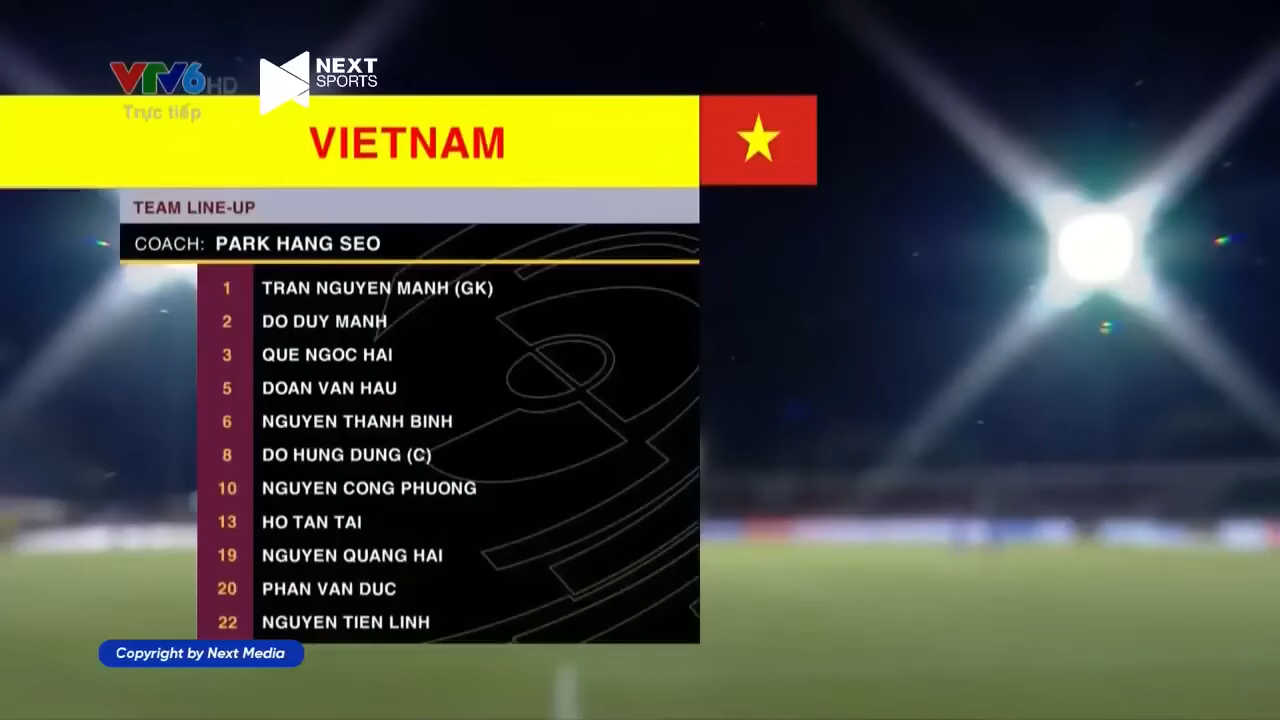 VTV6 HD
Trực tiếp
NEXT
SPORTS
VIETNAM
TEAM LINE-UP
COACH: PARK HANG SEO
1 TRAN NGUYEN MANH (GK)
2 DO DUY MANH
3 QUE NGOC HAI
5 DOAN VAN HAU
6 NGUYEN THANH BINH
8 DO HUNG DUNG (C)
10 NGUYEN CONG PHUONG
13 HO TAN TAI
19 NGUYEN QUANG HAI
20 PHAN VAN DUC
22 NGUYEN TIEN LINH
Copyright by Next Media